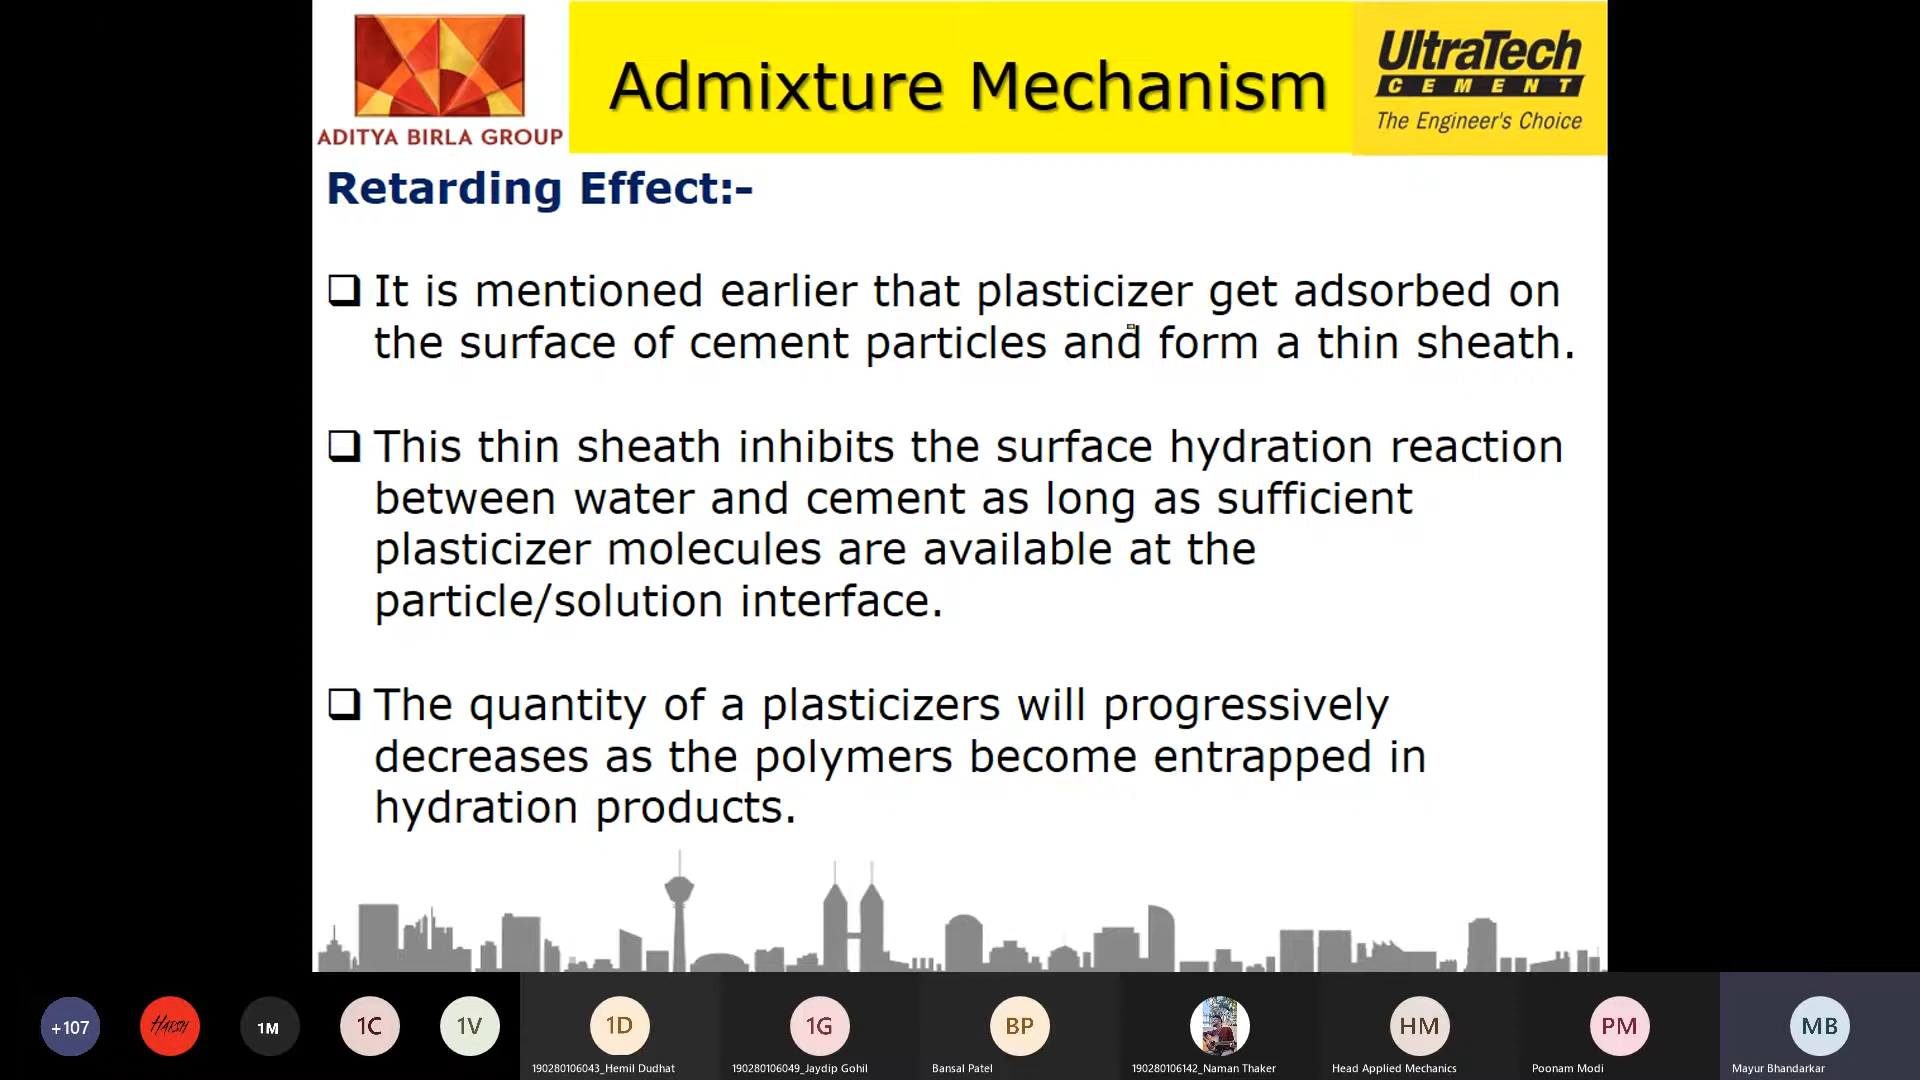 ADITYA BIRLA GROUP
Admixture Mechanism
UltraTech
CEMENT
The Engineer's Choice
Retarding Effect:-
❑ It is mentioned earlier that plasticizer get adsorbed on
the surface of cement particles and form a thin sheath.
❑ This thin sheath inhibits the surface hydration reaction
between water and cement as long as sufficient
plasticizer molecules are available at the
particle/solution interface.
❑ The quantity of a plasticizers will progressively
decreases as the polymers become entrapped in
hydration products.
+107
HARSH
1M
1C
1V
1D
1G
BP
HM
PM
MB
190280106043_Hemil Dudhat
190280106049_Jaydip Gohil
Bansal Patel
190280106142_Naman Thaker
Head Applied Mechanics
Poonam Modi
Mayur Bhandarkar